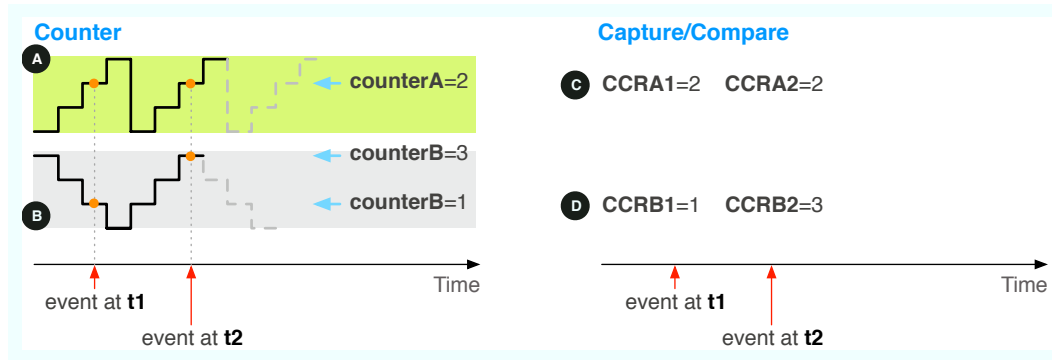 Counter
A
counterA=2
counterB=3
B
counterB=1
Time
event at t1
event at t2
Capture/Compare
C CCRA1=2 CCRA2=2
D CCRB1=1 CCRB2=3
Time
event at t1
event at t2